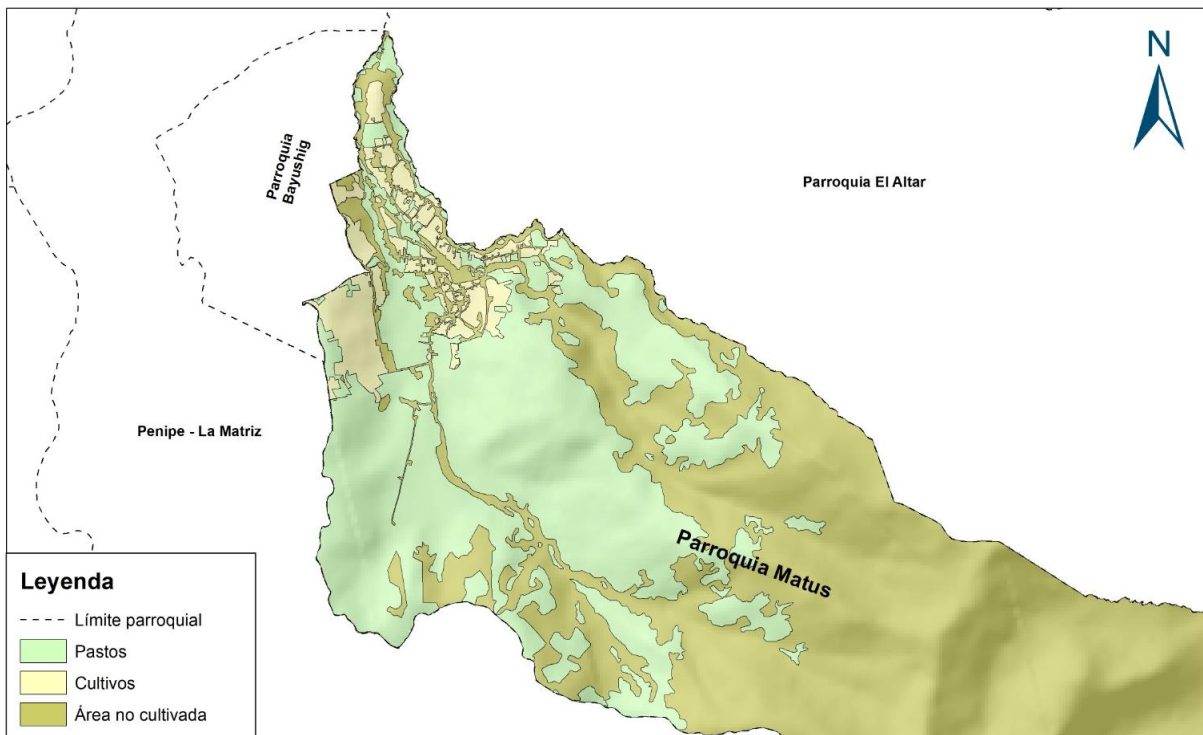 N
Parroquia
Bayushig
Parroquia El Altar
Penipe - La Matriz
Parroquia Matus
Leyenda
Límite parroquial
Pastos
Cultivos
Área no cultivada